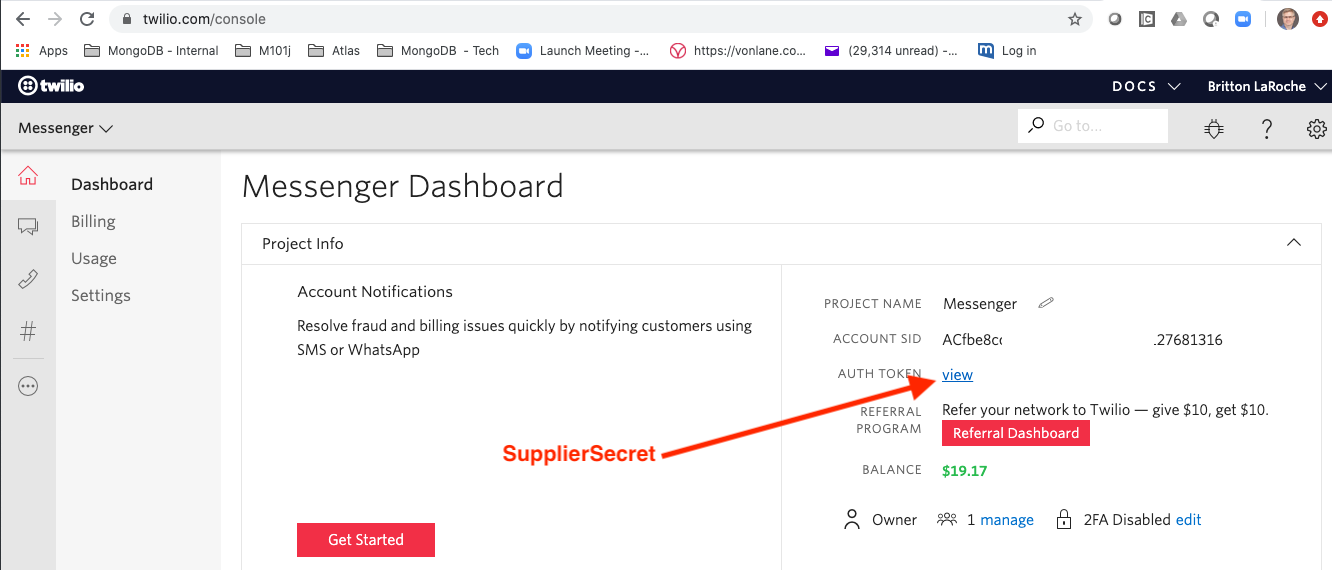 twilio.com/console
Apps MongoDB - Internal M101j Atlas MongoDB - Tech Launch Meeting -... https://vonlane.co... (29,314 unread) -... Log in
twilio DOCS Britton LaRoche
Messenger Go to...
Dashboard
Billing
Usage
Settings
Messenger Dashboard
Project Info
Account Notifications
Resolve fraud and billing issues quickly by notifying customers using
SMS or WhatsApp
Get Started
SupplierSecret
PROJECT NAME Messenger
ACCOUNT SID ACfbe8cc .27681316
AUTH TOKEN view
REFERRAL
PROGRAM
Refer your network to Twilio — give $10, get $10.
Referral Dashboard
BALANCE $19.17
Owner 1 manage 2FA Disabled edit